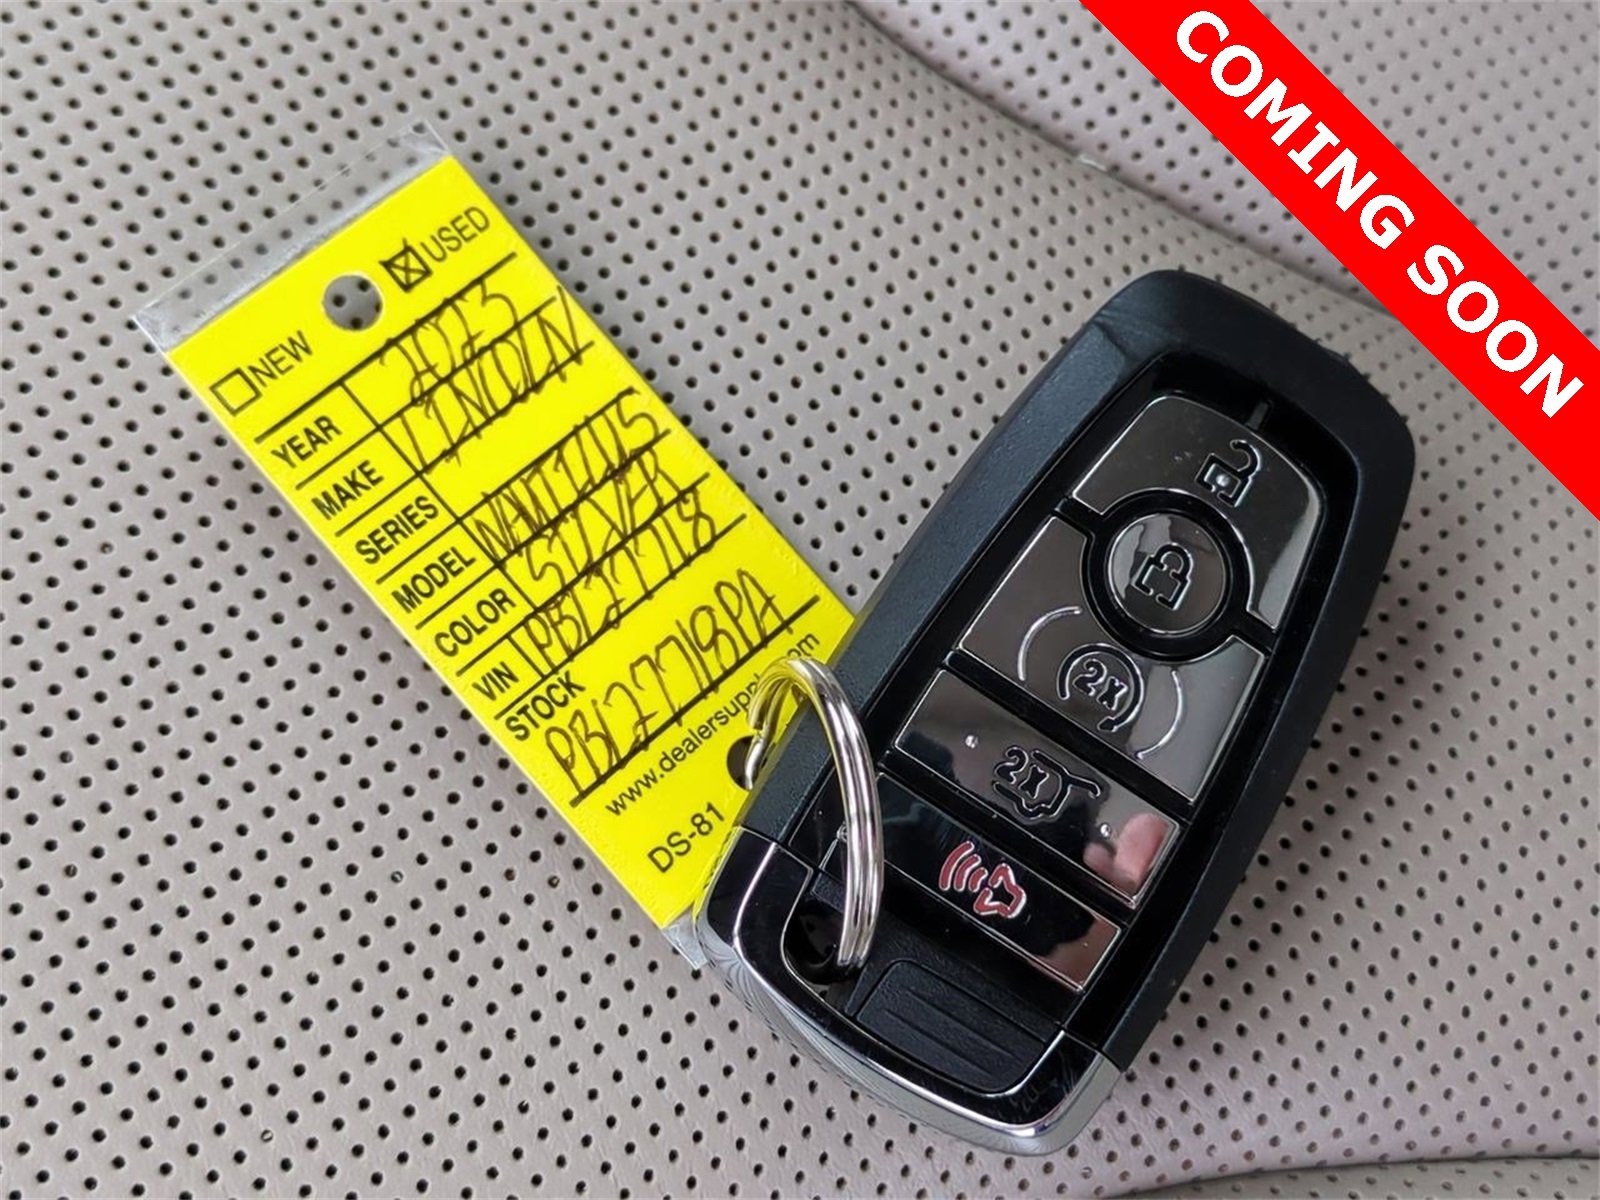 COMING SOON
NEW USED
YEAR 2023
MAKE LINCOLN
SERIES
MODEL NAUTILUS
COLOR SILVER
VIN PBL27718
STOCK
PBL27718PA
www.dealersuppl .com
DS-81
2x
2x